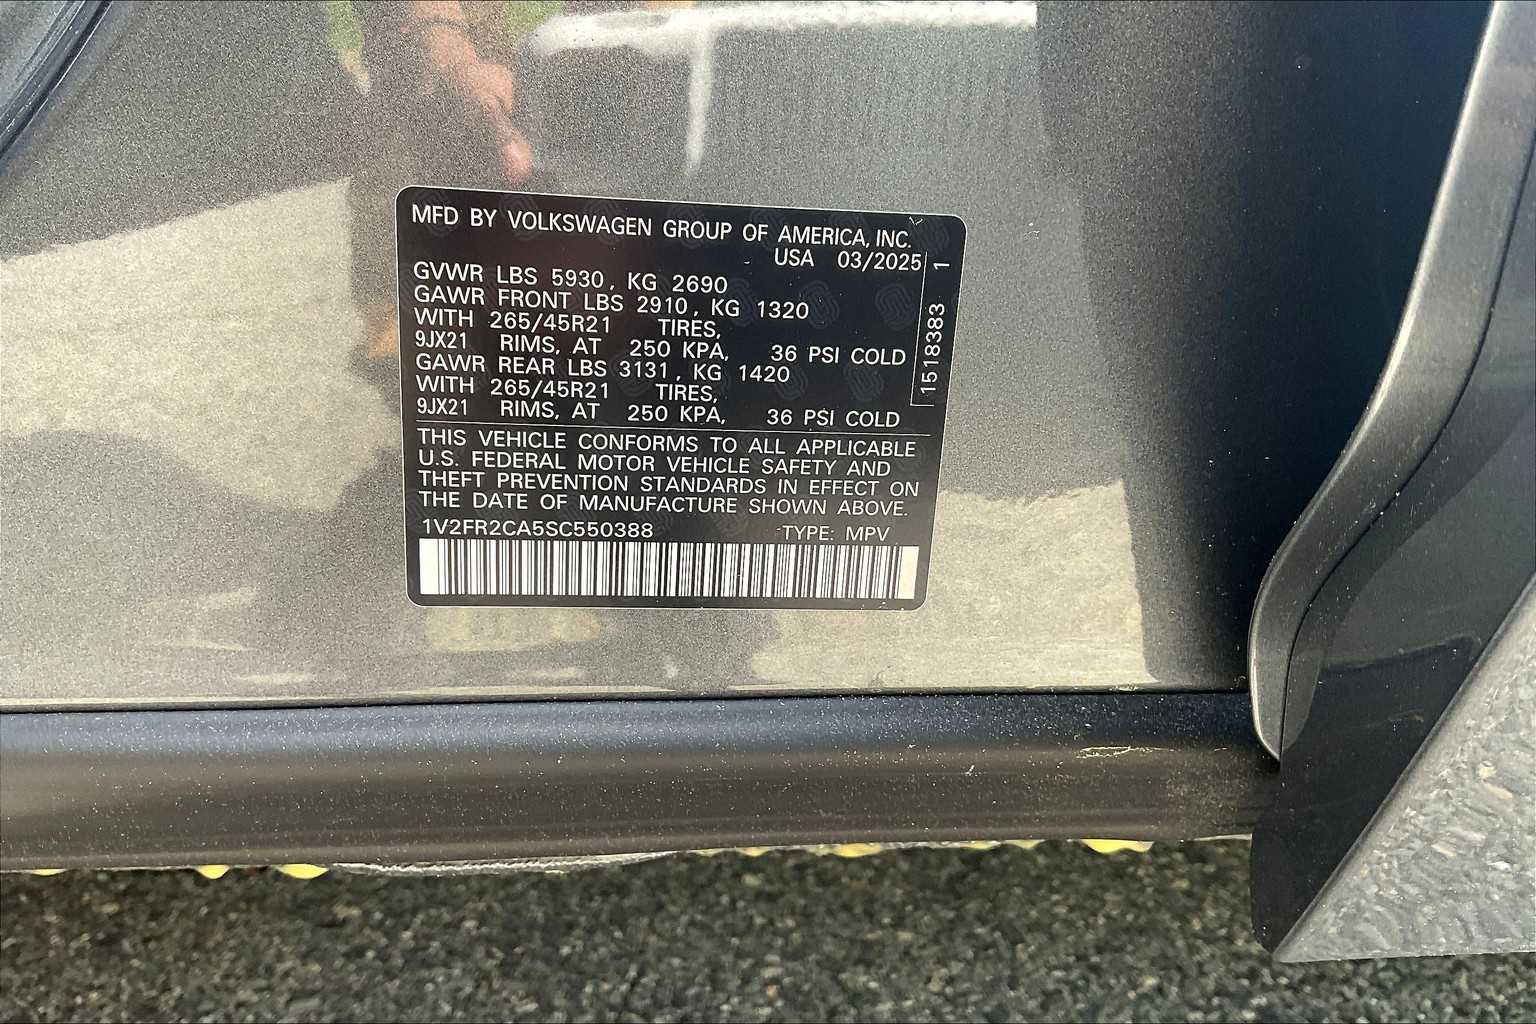 MFD BY VOLKSWAGEN GROUP OF AMERICA, INC.
USA 03/2025
GVWR LBS 5930, KG 2690
GAWR FRONT LBS 2910, KG 1320
WITH 265/45R21 TIRES,
9JX21 RIMS, AT 250 KPA, 36 PSI COLD
GAWR REAR LBS 3131, KG 1420
WITH 265/45R21 TIRES,
9JX21 RIMS, AT 250 KPA, 36 PSI COLD
1518383 1
THIS VEHICLE CONFORMS TO ALL APPLICABLE
U.S. FEDERAL MOTOR VEHICLE SAFETY AND
THEFT PREVENTION STANDARDS IN EFFECT ON
THE DATE OF MANUFACTURE SHOWN ABOVE.
1V2FR2CA5SC550388 TYPE: MPV